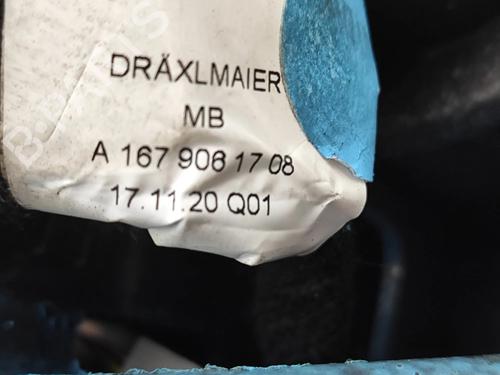 DRÄXLMAIER
MB
A 167 906 17 08
17.11.20 Q01